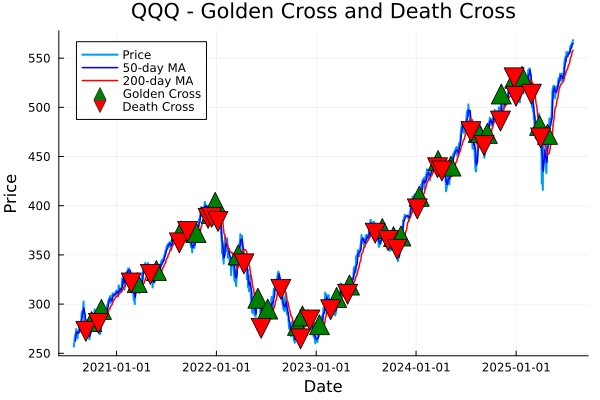 QQQ - Golden Cross and Death Cross
Price
50-day MA
200-day MA
Golden Cross
Death Cross
550
500
450
400
350
300
250
Price
2021-01-01
2022-01-01
2023-01-01
2024-01-01
2025-01-01
Date